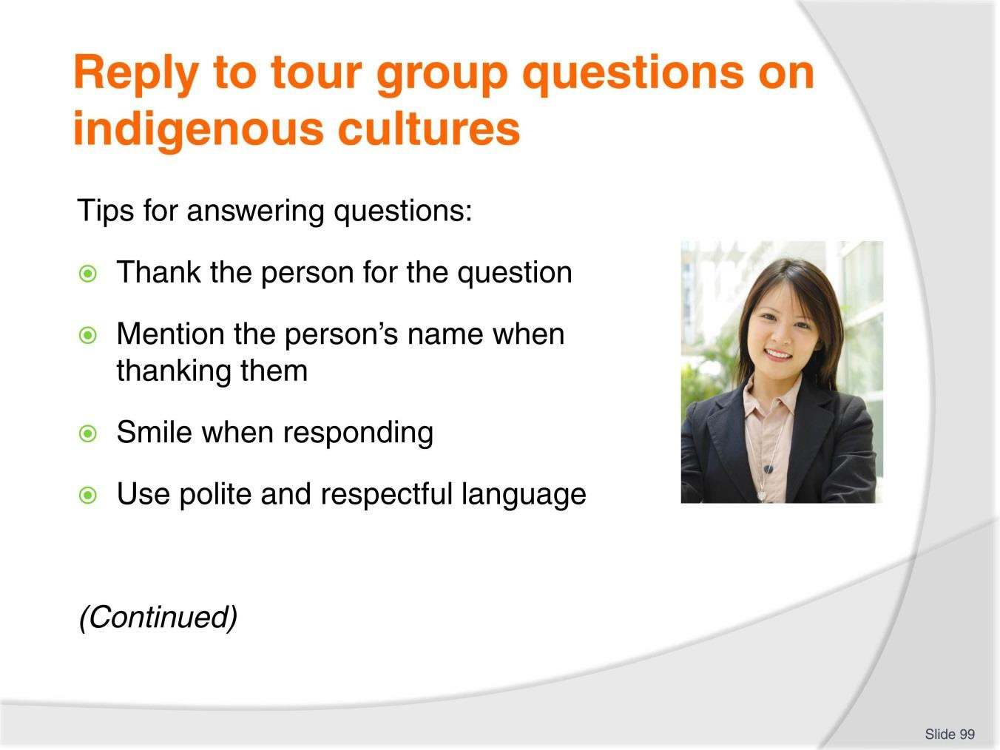 Reply to tour group questions on
indigenous cultures
Tips for answering questions:
Thank the person for the question
Mention the person’s name when
thanking them
Smile when responding
Use polite and respectful language
(Continued)
Slide 99